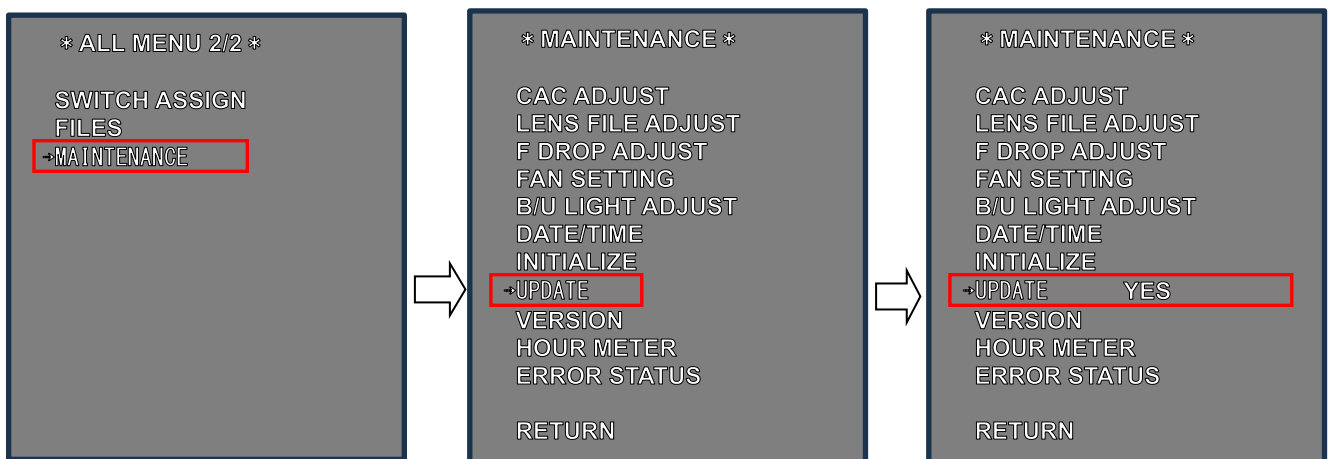 * ALL MENU 2/2 *
SWITCH ASSIGN
FILES
→MAINTENANCE
* MAINTENANCE *
CAC ADJUST
LENS FILE ADJUST
F DROP ADJUST
FAN SETTING
B/U LIGHT ADJUST
DATE/TIME
INITIALIZE
→UPDATE
VERSION
HOUR METER
ERROR STATUS
RETURN
* MAINTENANCE *
CAC ADJUST
LENS FILE ADJUST
F DROP ADJUST
FAN SETTING
B/U LIGHT ADJUST
DATE/TIME
INITIALIZE
→UPDATE YES
VERSION
HOUR METER
ERROR STATUS
RETURN